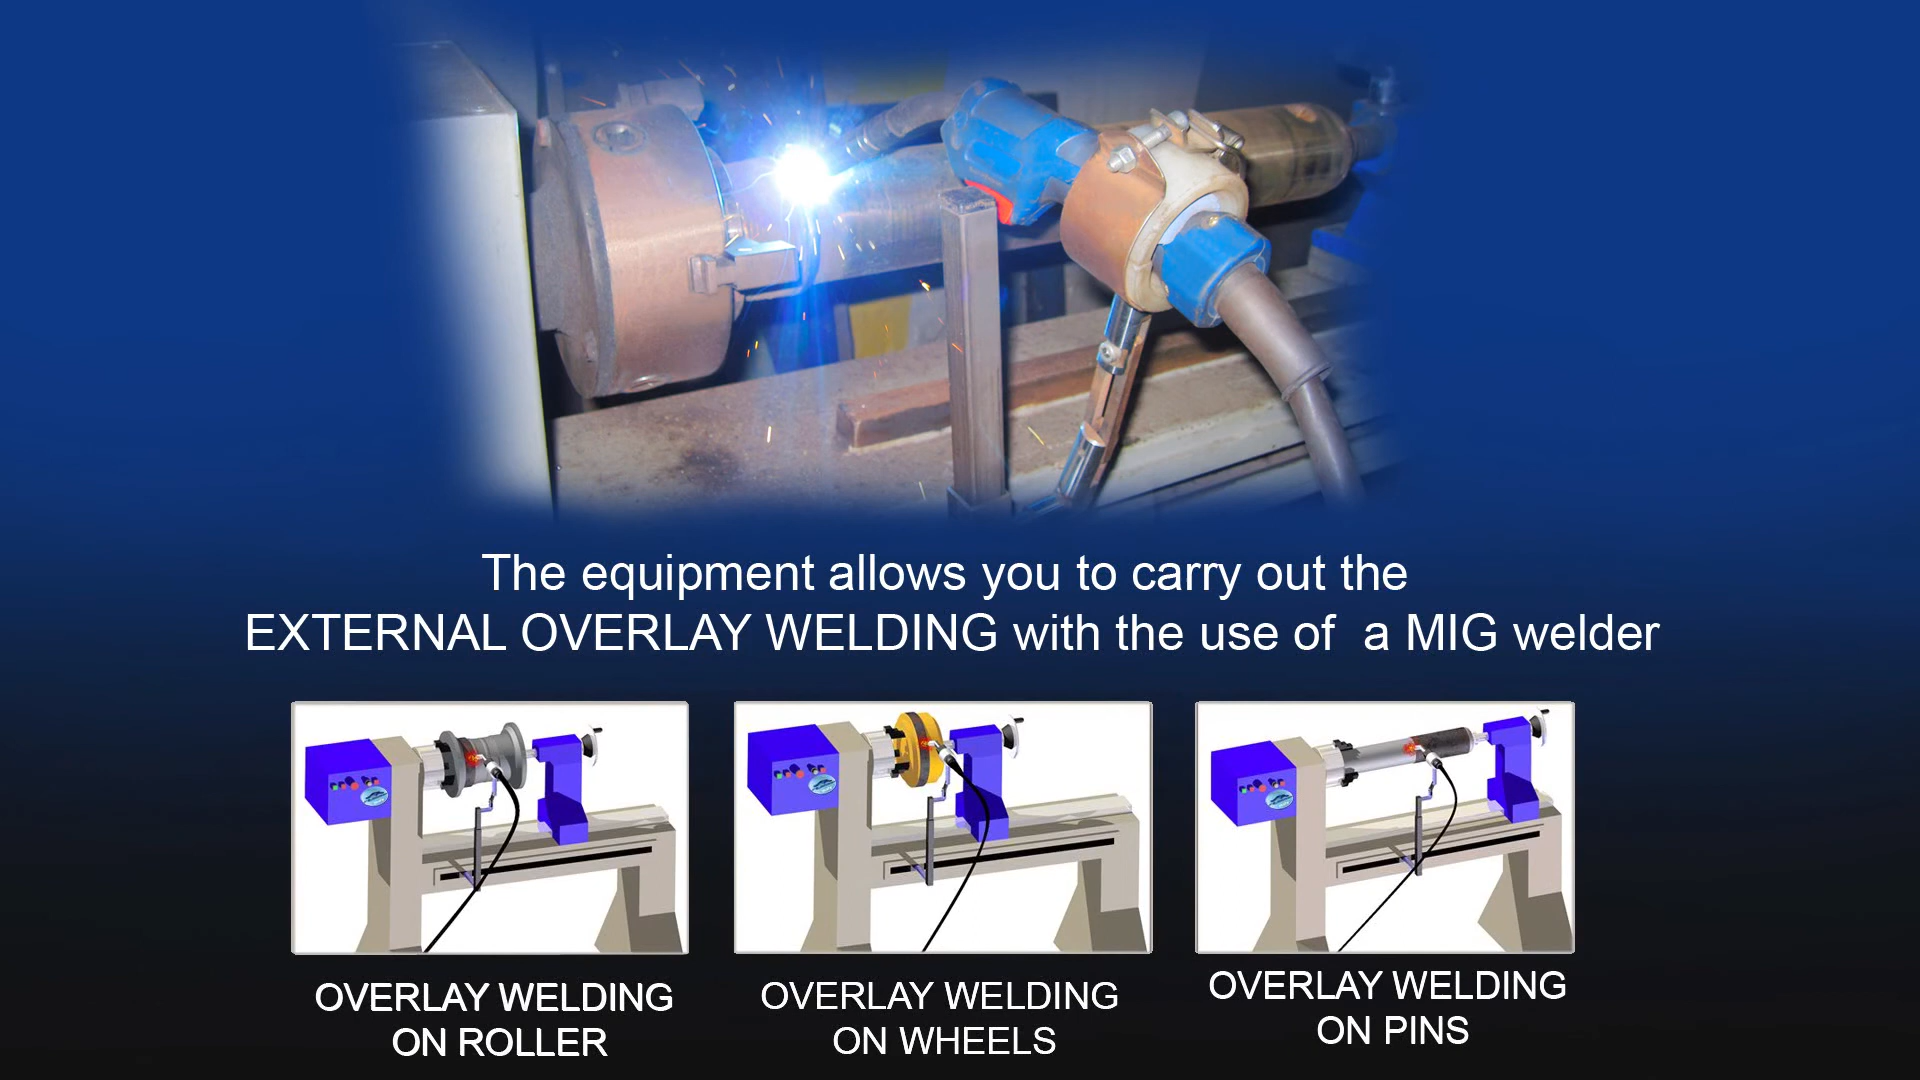 The equipment allows you to carry out the
EXTERNAL OVERLAY WELDING with the use of  a MIG welder
OVERLAY WELDING
ON ROLLER
OVERLAY WELDING
ON WHEELS
OVERLAY WELDING
ON PINS